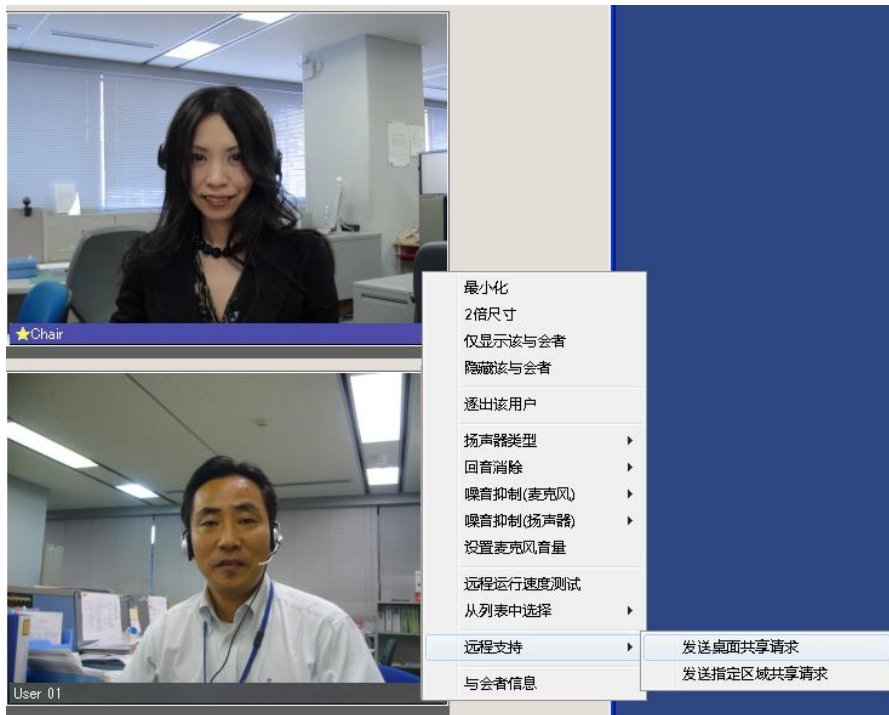 ★Chair
最小化
2倍尺寸
仅显示该与会者
隐藏该与会者
逐出该用户
扬声器类型
回音消除
噪音抑制(麦克风)
噪音抑制(扬声器)
设置麦克风音量
远程运行速度测试
从列表中选择
远程支持
发送桌面共享请求
发送指定区域共享请求
与会者信息
User 01